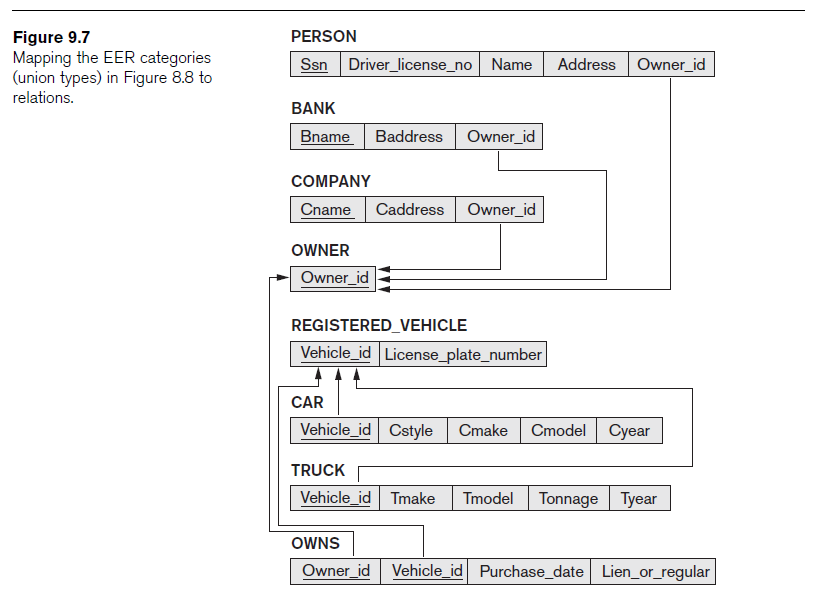 Figure 9.7
Mapping the EER categories
(union types) in Figure 8.8 to
relations.
PERSON
Ssn Driver_license_no Name Address Owner_id
BANK
Bname Baddress Owner_id
COMPANY
Cname Caddress Owner_id
OWNER
Owner_id
REGISTERED_VEHICLE
Vehicle_id License_plate_number
CAR
Vehicle_id Cstyle Cmake Cmodel Cyear
TRUCK
Vehicle_id Tmake Tmodel Tonnage Tyear
OWNS
Owner_id Vehicle_id Purchase_date Lien_or_regular